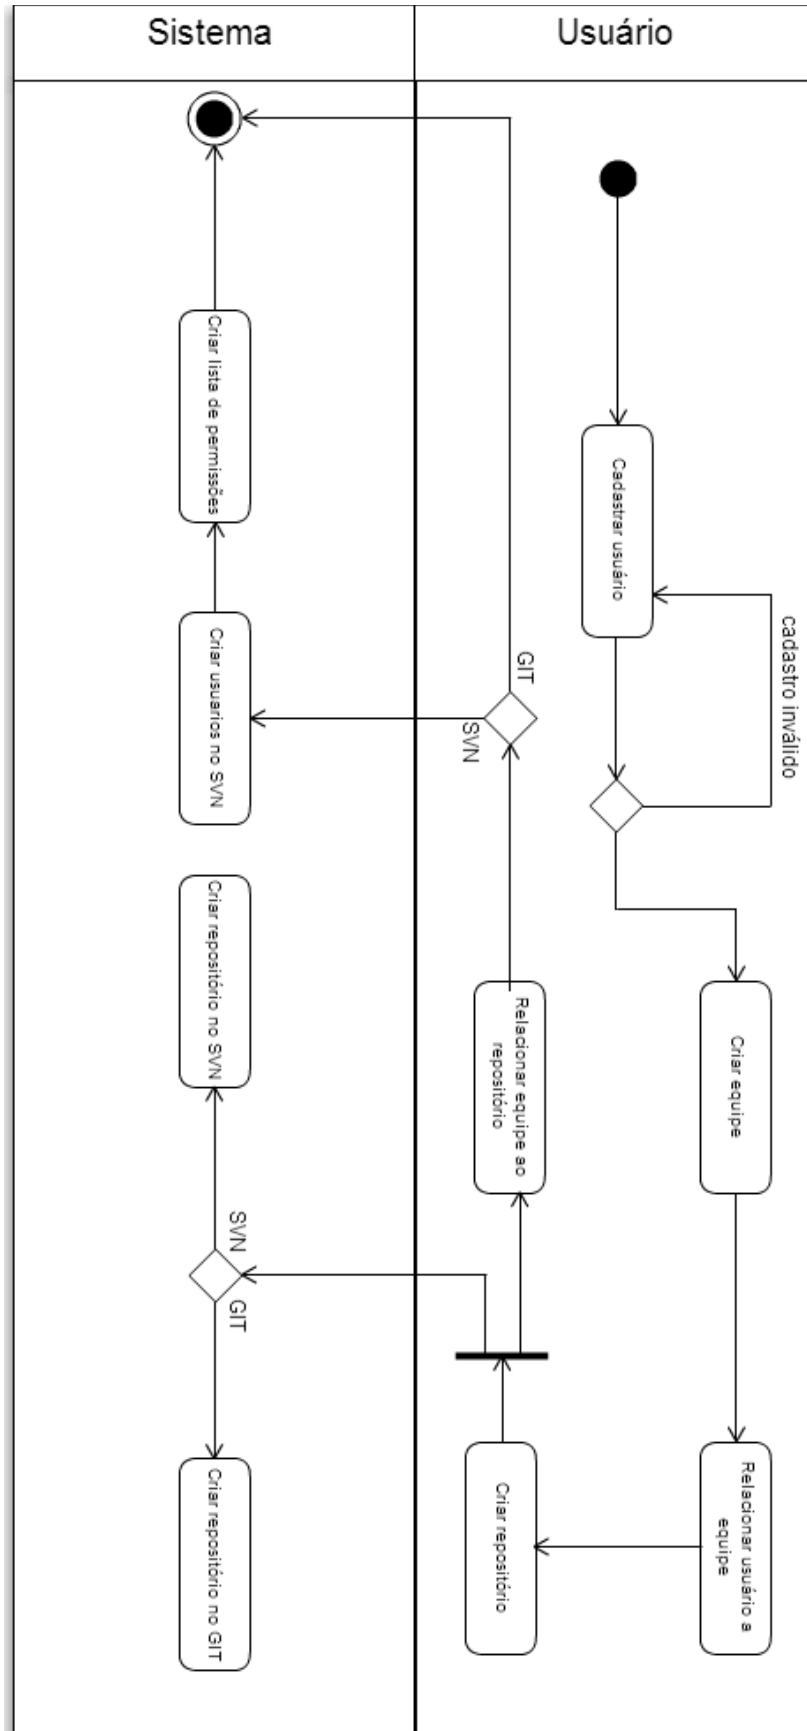 Sistema
Usuário
Criar lista de permissões
Cadastrar usuário
cadastro inválido
Criar usuarios no SVN
GIT
SVN
Criar repositório no SVN
Relacionar equipe ao
repositório
Criar equipe
SVN
GIT
Criar repositório no GIT
Criar repositório
Relacionar usuário a
equipe